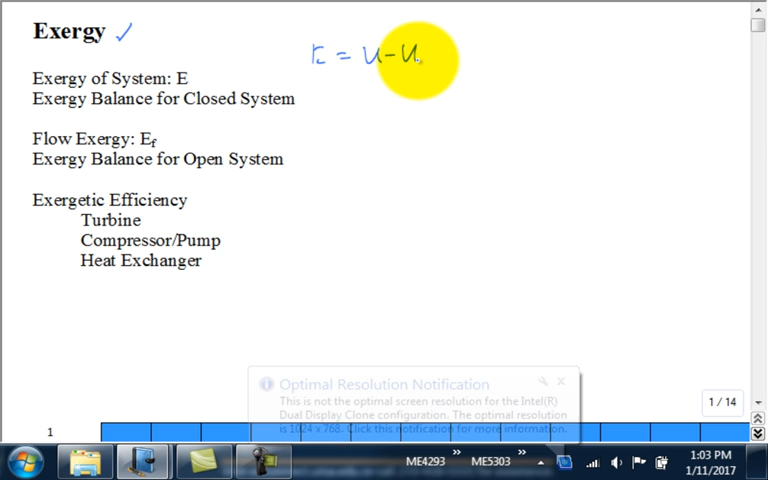 Exergy ✓
E = U - U
Exergy of System: E
Exergy Balance for Closed System
Flow Exergy: Ef
Exergy Balance for Open System
Exergetic Efficiency
Turbine
Compressor/Pump
Heat Exchanger
Optimal Resolution Notification
This is not the optimal screen resolution for the Intel(R)
Dual Display Clone configuration. The optimal resolution
is 1024 x 768. Click this notification for more information.
1 / 14
1
ME4293 »
ME5303 »
1:03 PM
1/11/2017